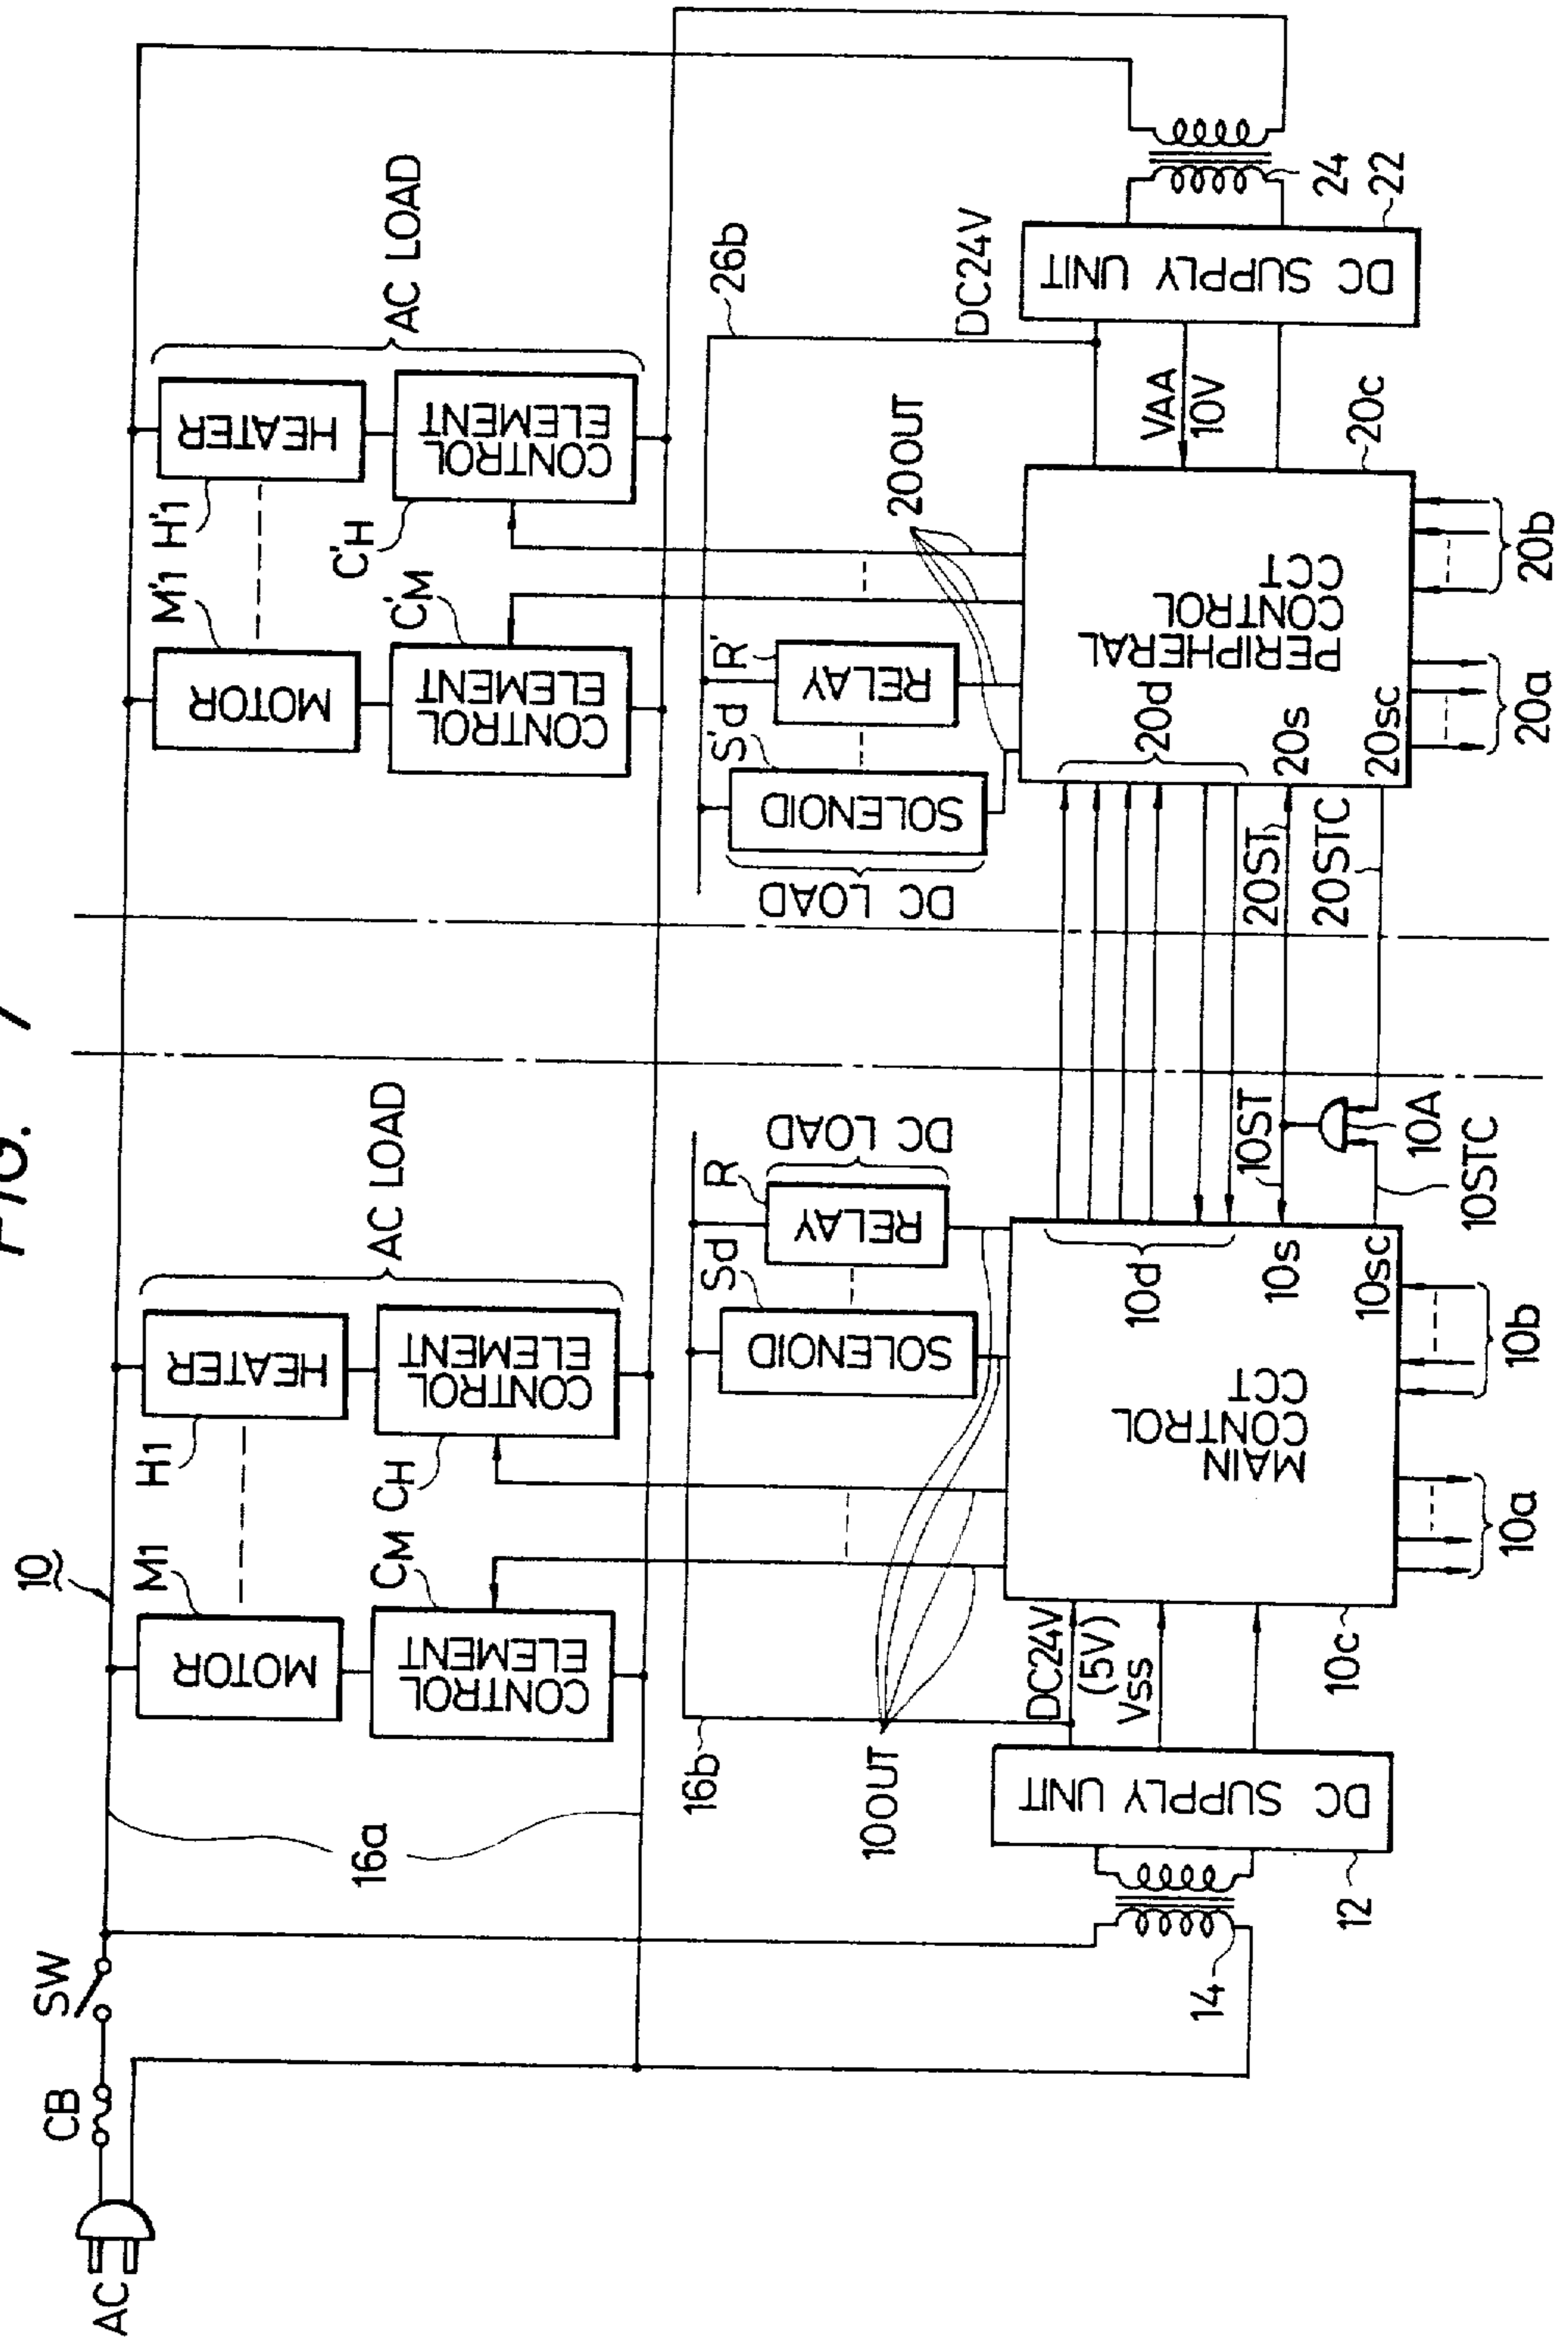 FIG. 7
AC
CB
SW
10
16a
M1
MOTOR
CM
CONTROL
ELEMENT
H1
HEATER
CH
CONTROL
ELEMENT
AC LOAD
M'1
MOTOR
C'M
CONTROL
ELEMENT
H'1
HEATER
C'H
CONTROL
ELEMENT
AC LOAD
16b
Sd
SOLENOID
R
RELAY
DC LOAD
10OUT
DC LOAD
S'd
SOLENOID
R'
RELAY
20OUT
26b
14
12
DC SUPPLY UNIT
DC24V
(5V)
Vss
10c
MAIN
CONTROL
CCT
10d
10s
10sc
10a
10b
10ST
10A
10STC
20ST
20STC
20d
20s
20sc
PERIPHERAL
CONTROL
CCT
20a
20b
20c
DC24V
VAA
10V
DC SUPPLY UNIT
22
24